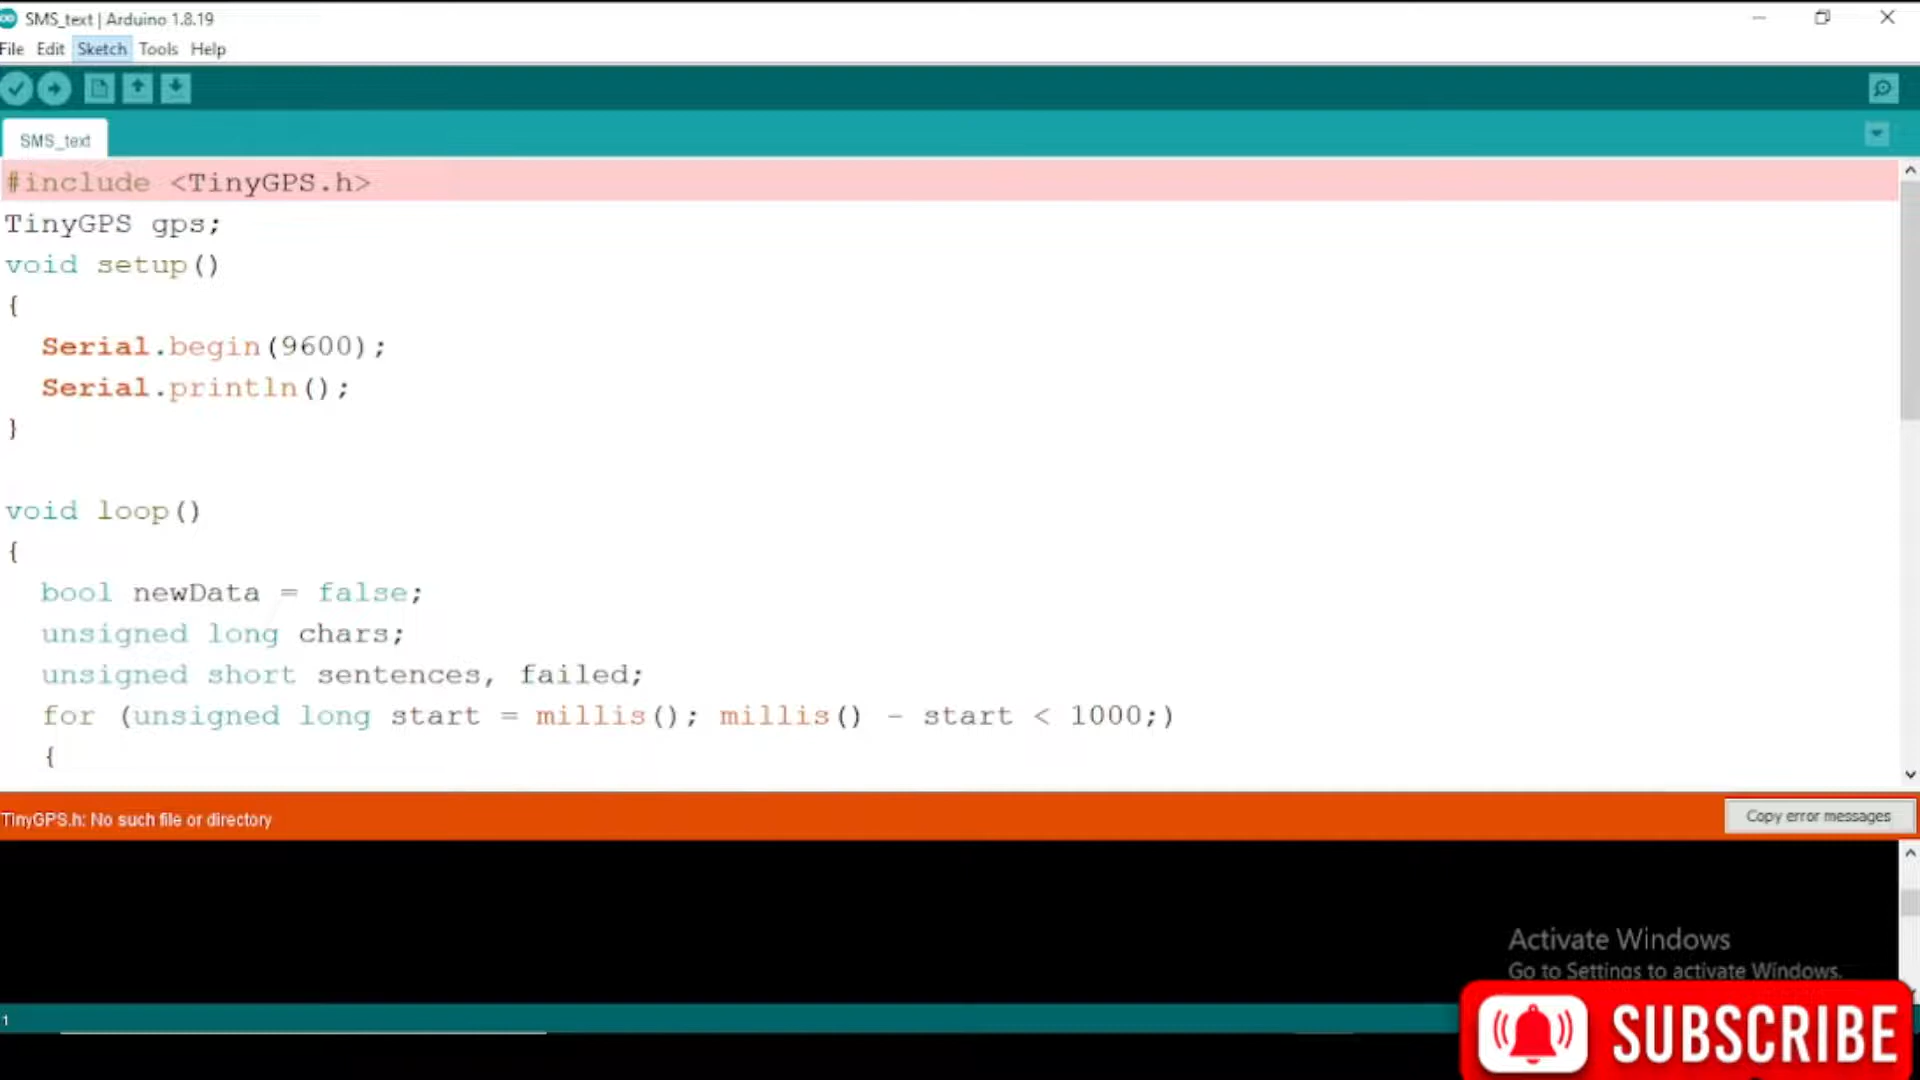 SMS_text | Arduino 1.8.19
File Edit Sketch Tools Help
SMS_text
#include <TinyGPS.h>
TinyGPS gps;
void setup()
{
  Serial.begin(9600);
  Serial.println();
}
void loop()
{
  bool newData = false;
  unsigned long chars;
  unsigned short sentences, failed;
  for (unsigned long start = millis(); millis() - start < 1000;)
  {
TinyGPS.h: No such file or directory
Copy error messages
Activate Windows
Go to Settings to activate Windows.
1
SUBSCRIBE